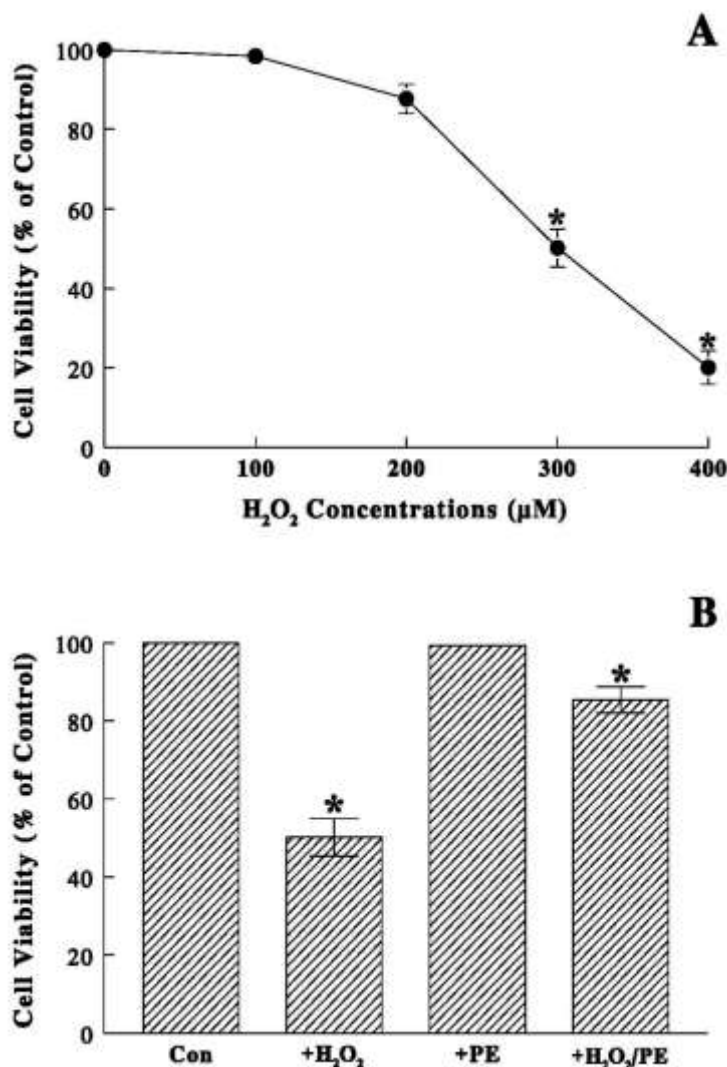 A
Cell Viability (% of Control)
100
80
60
40
20
0
*
*
0 100 200 300 400
H₂O₂ Concentrations (µM)
B
Cell Viability (% of Control)
100
80
60
40
20
0
*
*
Con +H₂O₂ +PE +H₂O₂/PE